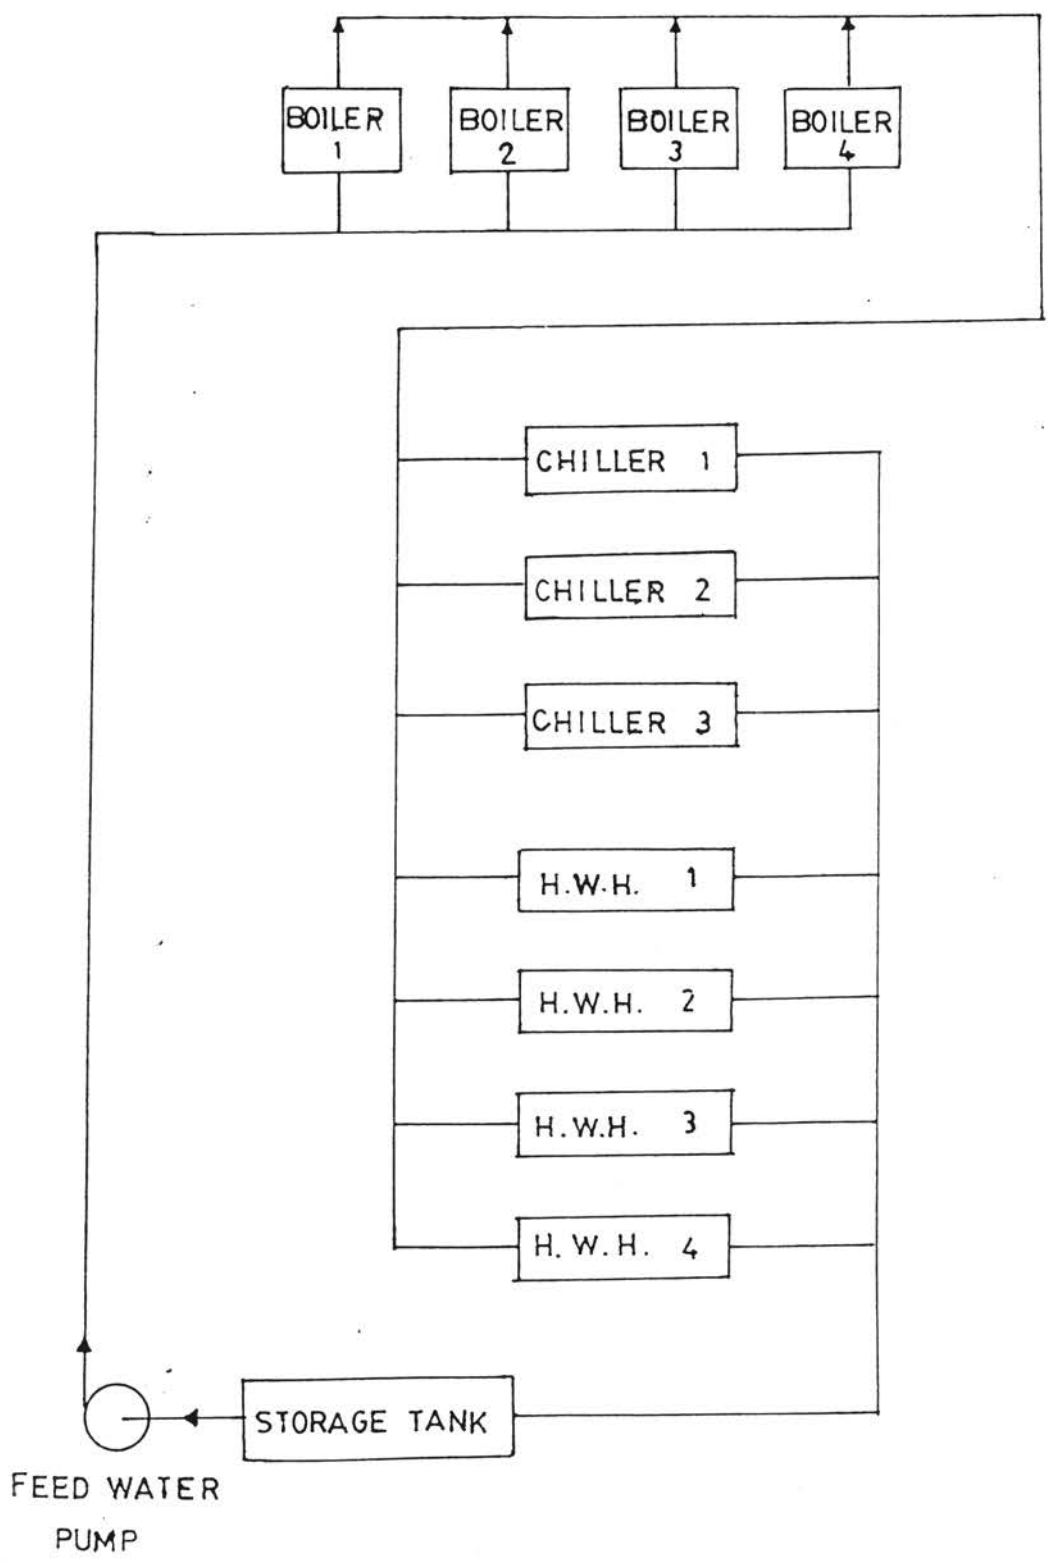 BOILER
1
BOILER
2
BOILER
3
BOILER
4
CHILLER 1
CHILLER 2
CHILLER 3
H.W.H. 1
H.W.H. 2
H.W.H. 3
H.W.H. 4
STORAGE TANK
FEED WATER
PUMP